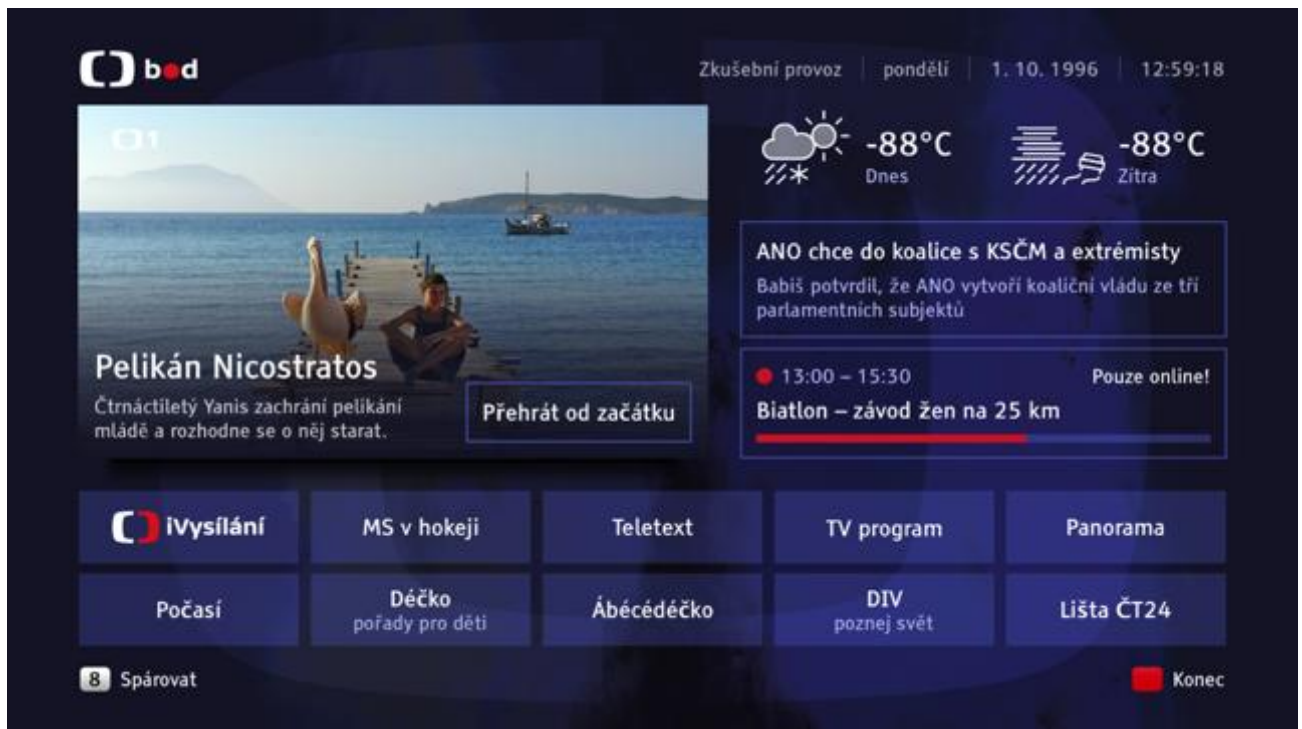 bod
Zkušební provoz pondělí 1. 10. 1996 12:59:18
1
-88°C
Dnes
-88°C
Zítra
Pelikán Nicostratos
Čtrnáctiletý Yanis zachrání pelikání
mládě a rozhodne se o něj starat.
Přehrát od začátku
ANO chce do koalice s KSČM a extrémisty
Babiš potvrdil, že ANO vytvoří koaliční vládu ze tří
parlamentních subjektů
13:00 – 15:30 Pouze online!
Biatlon – závod žen na 25 km
iVysílání
MS v hokeji
Teletext
TV program
Panorama
Počasí
Déčko
pořady pro děti
Ábécédéčko
DIV
poznej svět
Lišta ČT24
8 Spárovat
Konec